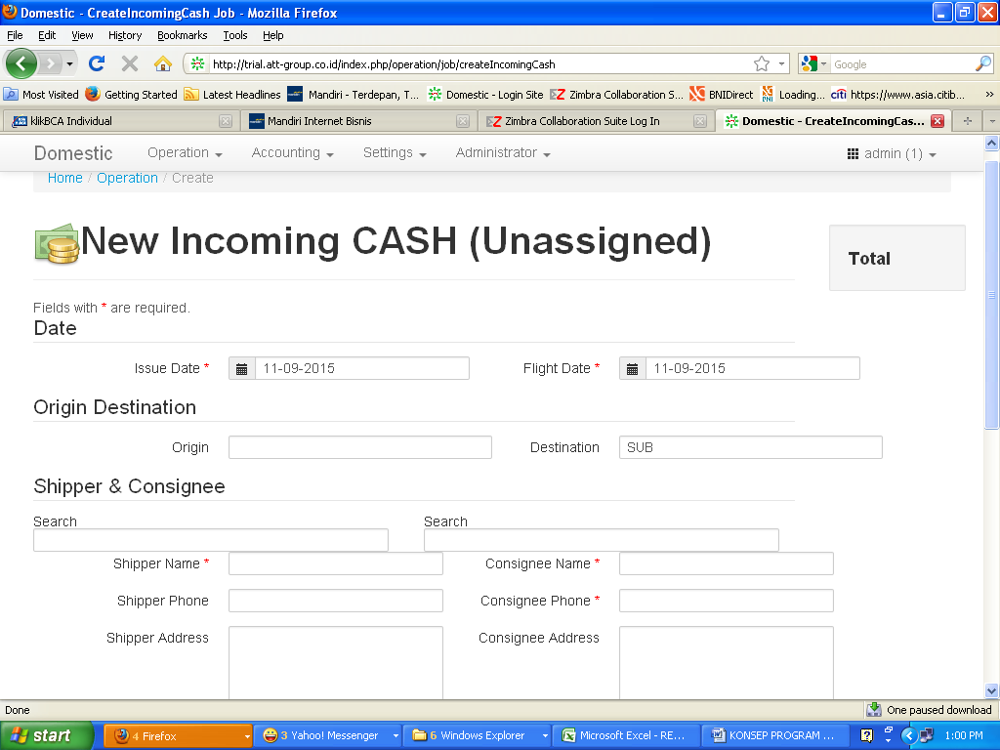 Domestic - CreateIncomingCash Job - Mozilla Firefox
File Edit View History Bookmarks Tools Help
http://trial.att-group.co.id/index.php/operation/job/createIncomingCash
Google
Most Visited Getting Started Latest Headlines Mandiri - Terdepan, T... Domestic - Login Site Zimbra Collaboration S... BNIDirect Loading... citi https://www.asia.citib... »
klikBCA Individual Mandiri Internet Bisnis Zimbra Collaboration Suite Log In Domestic - CreateIncomingCas...
Domestic Operation Accounting Settings Administrator admin (1)
Home / Operation / Create
New Incoming CASH (Unassigned)
Total
Fields with * are required.
Date
Issue Date * 11-09-2015 Flight Date * 11-09-2015
Origin Destination
Origin Destination SUB
Shipper & Consignee
Search Search
Shipper Name * Consignee Name *
Shipper Phone Consignee Phone *
Shipper Address Consignee Address
Done One paused download
start 4 Firefox 3 Yahoo! Messenger 6 Windows Explorer Microsoft Excel - RE... KONSEP PROGRAM ... 1:00 PM